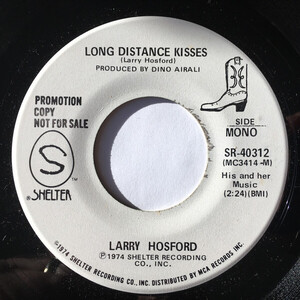 LONG DISTANCE KISSES
(Larry Hosford)
PRODUCED BY DINO AIRALI
PROMOTION
COPY
NOT FOR SALE
S
SHELTER
SIDE
MONO
SR-40312
(MC3414-M)
His and her
Music
(2:24)(BMI)
LARRY HOSFORD
℗1974 SHELTER RECORDING
CO., INC.
©1974 SHELTER RECORDING CO., INC. DISTRIBUTED BY MCA RECORDS INC.